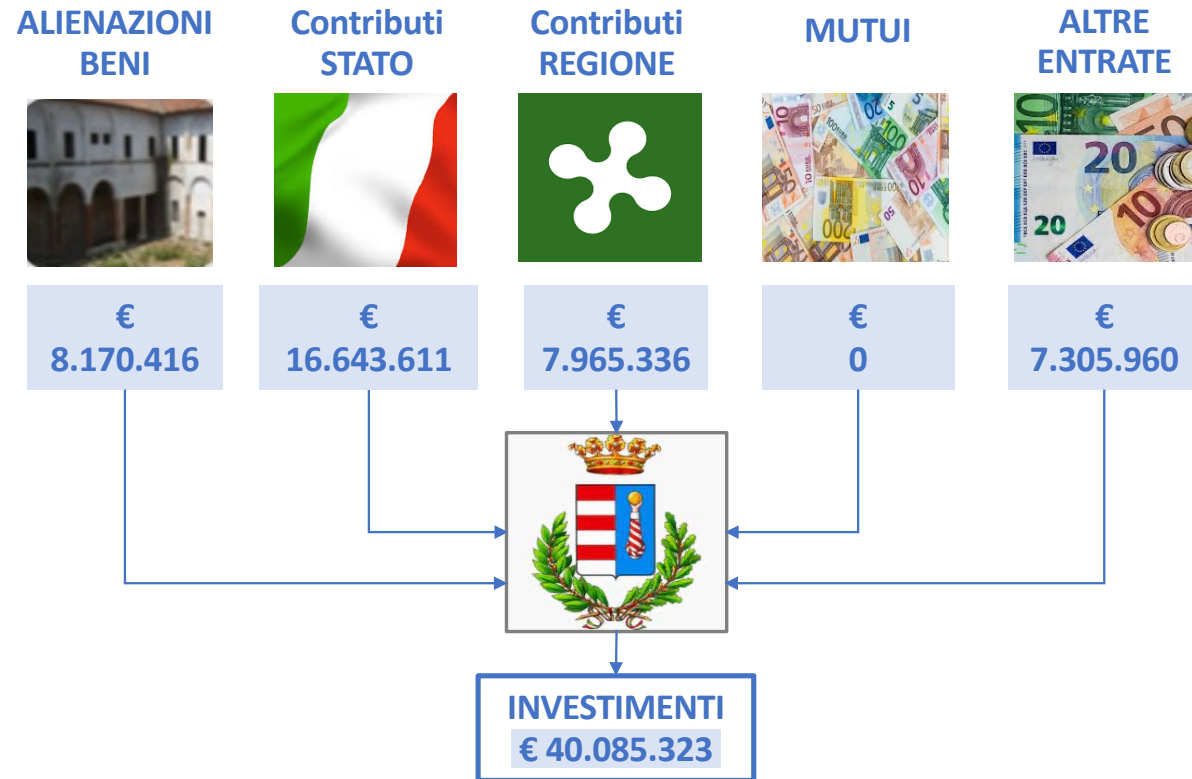 ALIENAZIONI
BENI
Contributi
STATO
Contributi
REGIONE
MUTUI
ALTRE
ENTRATE
€
8.170.416
€
16.643.611
€
7.965.336
€
0
€
7.305.960
INVESTIMENTI
€ 40.085.323